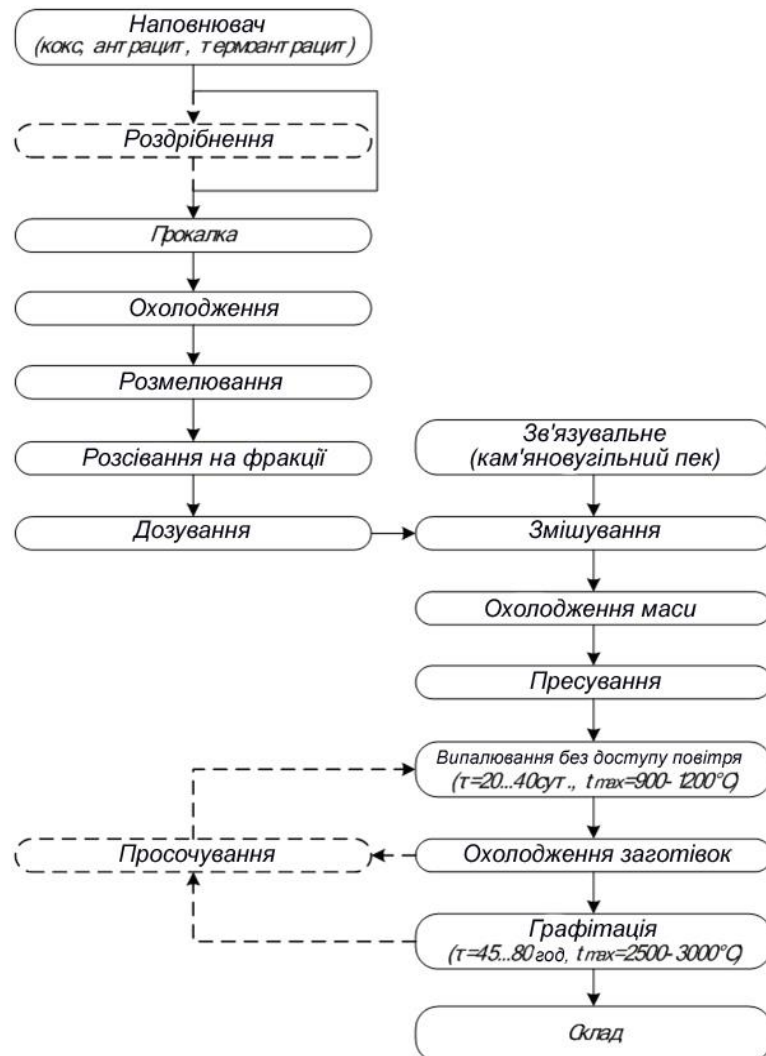 Наповнювач
(кокс, антрацит, термоантрацит)
Роздрібнення
Прокалка
Охолодження
Розмелювання
Розсівання на фракції
Дозування
Зв'язувальне
(кам'яновугільний пек)
Змішування
Охолодження маси
Пресування
Випалювання без доступу повітря
(τ=20...40сут., tmax=900-1200°C)
Просочування
Охолодження заготівок
Графітація
(τ=45...80 год, tmax=2500-3000°C)
Склад